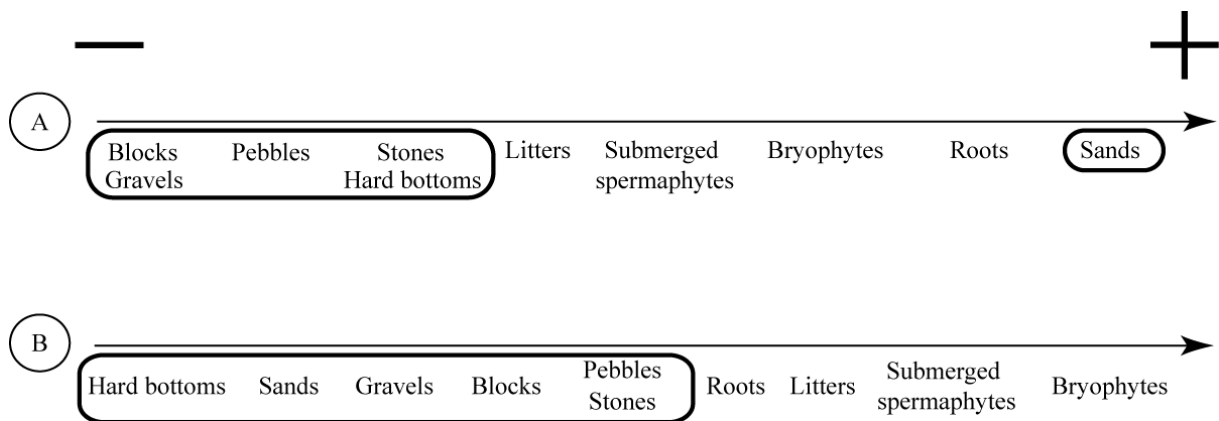 — +
A
Blocks Pebbles Stones Litters Submerged Bryophytes Roots Sands
Gravels Hard bottoms spermaphytes
B
Hard bottoms Sands Gravels Blocks Pebbles Roots Litters Submerged Bryophytes
Stones spermaphytes